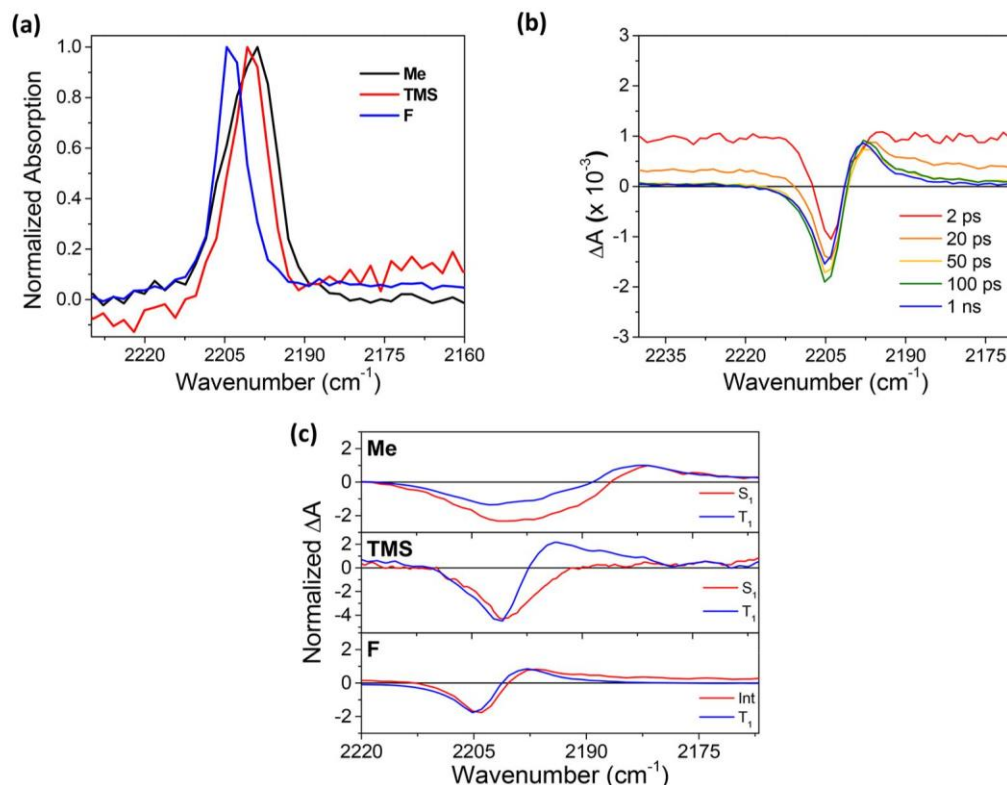 (a)
Normalized Absorption
1.0
0.8
0.6
0.4
0.2
0.0
Me
TMS
F
2220 2205 2190 2175 2160
Wavenumber (cm⁻¹)
(b)
ΔA (x 10⁻³)
3
2
1
0
-1
-2
-3
2 ps
20 ps
50 ps
100 ps
1 ns
2235 2220 2205 2190 2175
Wavenumber (cm⁻¹)
(c)
Normalized ΔA
Me
2
0
-2
S₁
T₁
TMS
2
0
-2
-4
S₁
T₁
F
2
0
-2
Int
T₁
2220 2205 2190 2175
Wavenumber (cm⁻¹)